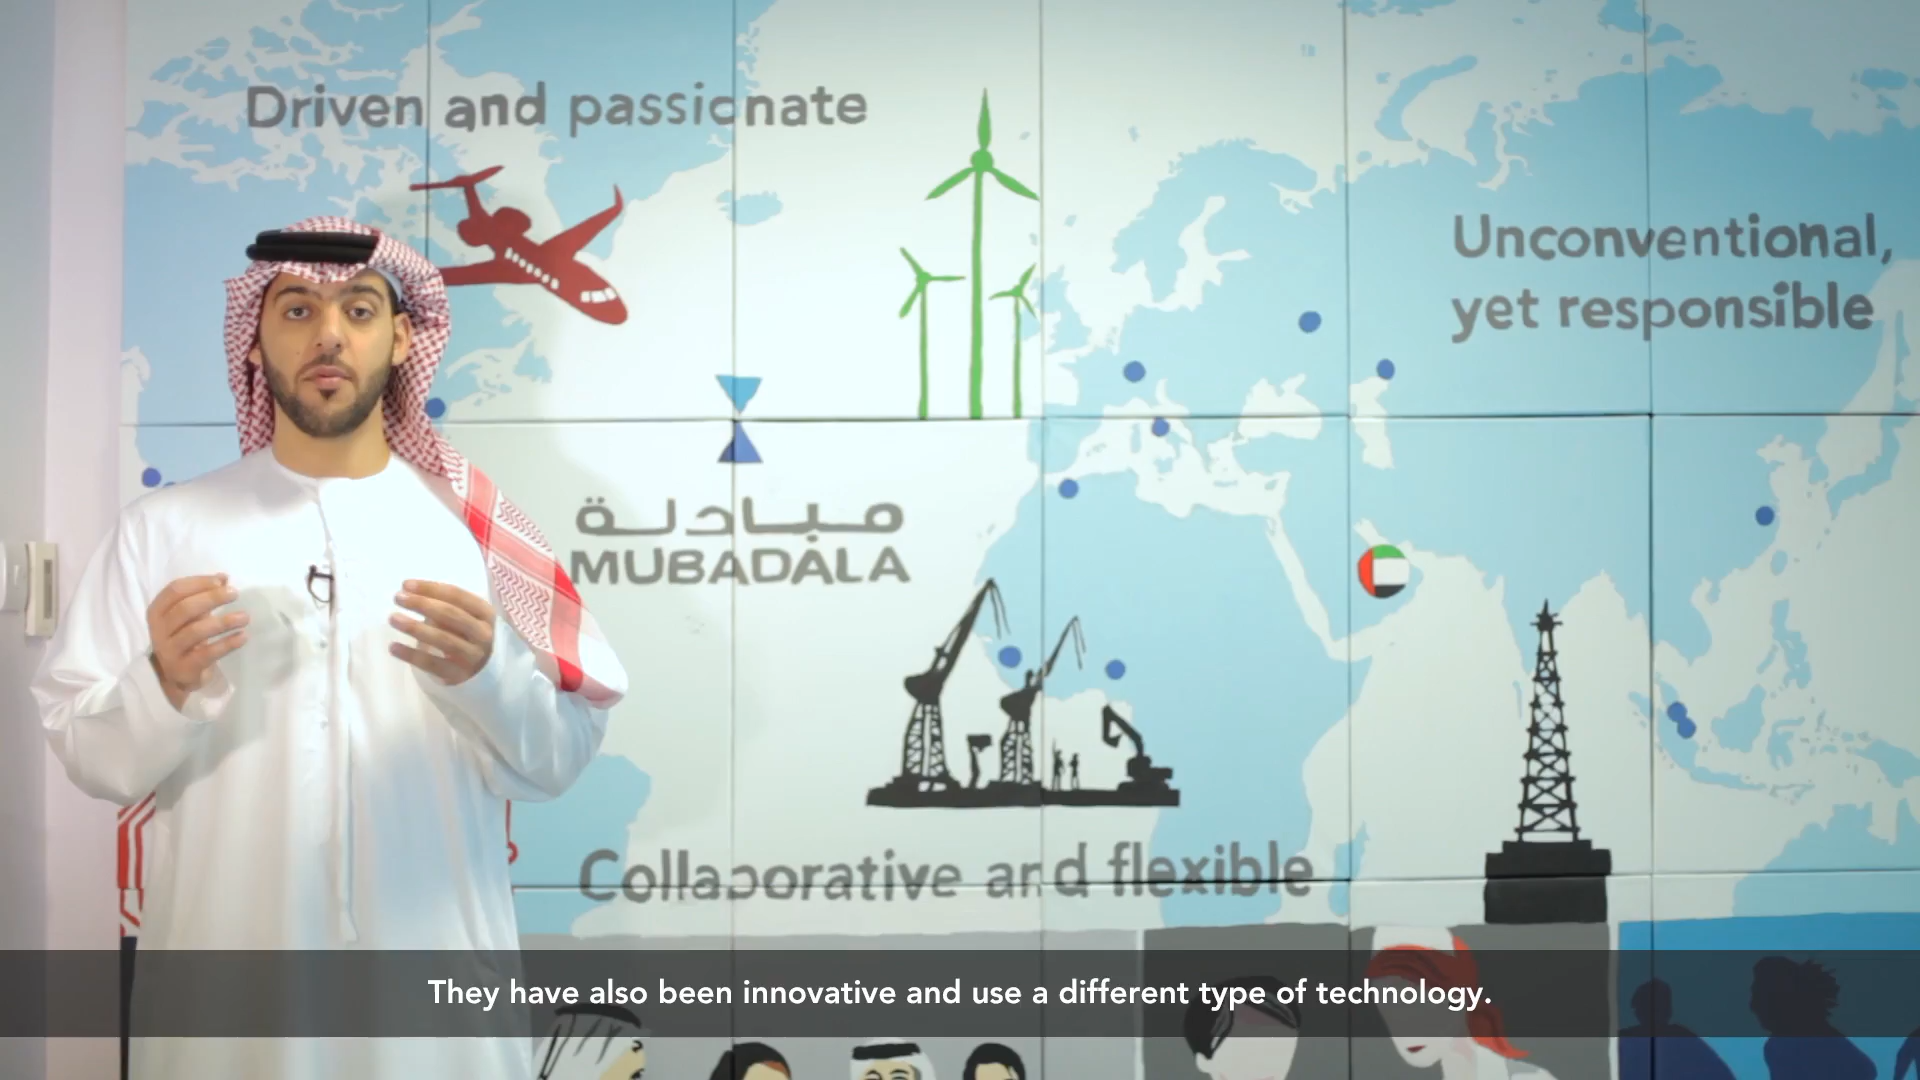 Driven and passionate
Unconventional,
yet responsible
مبادلة
MUBADALA
Collaborative and flexible
They have also been innovative and use a different type of technology.